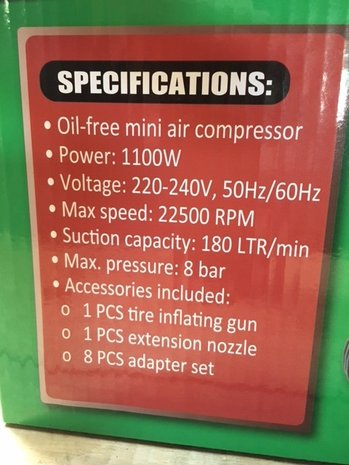 SPECIFICATIONS:
• Oil-free mini air compressor
• Power: 1100W
• Voltage: 220-240V, 50Hz/60Hz
• Max speed: 22500 RPM
• Suction capacity: 180 LTR/min
• Max. pressure: 8 bar
• Accessories included:
o 1 PCS tire inflating gun
o 1 PCS extension nozzle
o 8 PCS adapter set